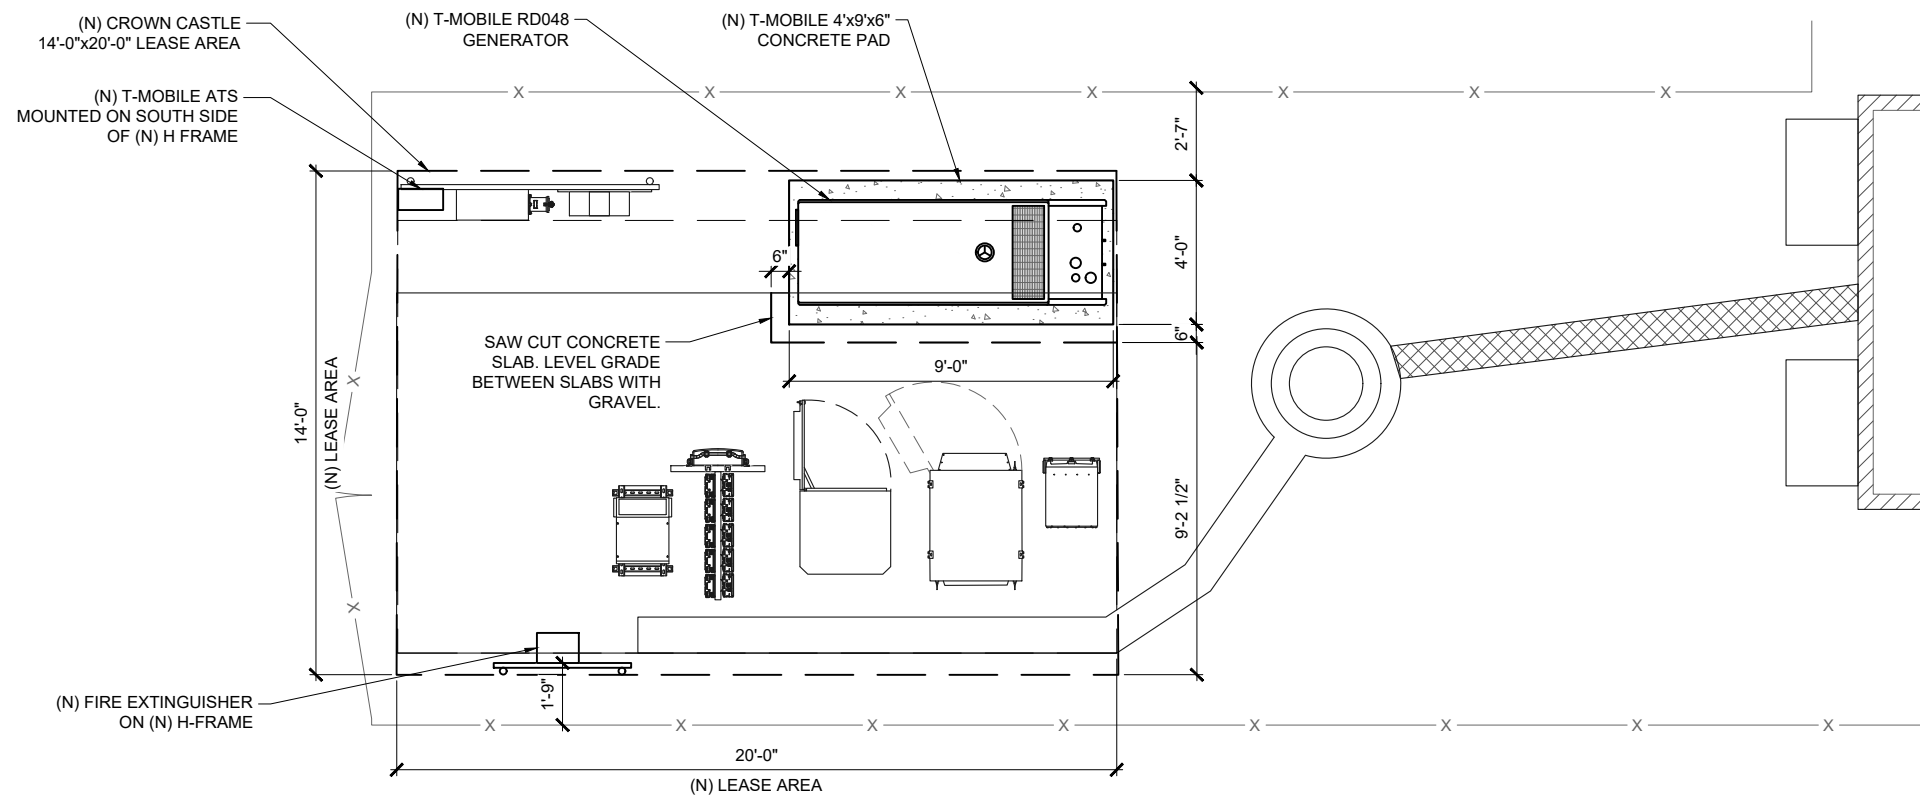 (N) CROWN CASTLE
14'-0"x20'-0" LEASE AREA
(N) T-MOBILE RD048
GENERATOR
(N) T-MOBILE 4'x9'x6"
CONCRETE PAD
(N) T-MOBILE ATS
MOUNTED ON SOUTH SIDE
OF (N) H FRAME
X X X X X X X
2'-7"
4'-0"
6"
6"
SAW CUT CONCRETE
SLAB. LEVEL GRADE
BETWEEN SLABS WITH
GRAVEL.
9'-0"
14'-0"
(N) LEASE AREA
X
X
9'-2 1/2"
(N) FIRE EXTINGUISHER
ON (N) H-FRAME
1'-9"
X X X X X X X X
20'-0"
(N) LEASE AREA